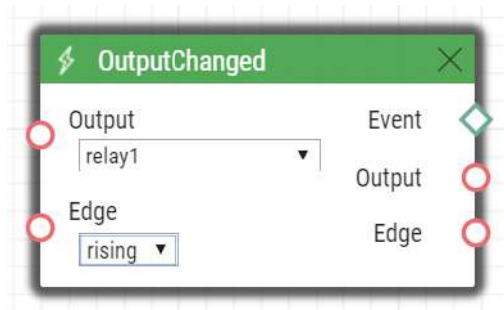 OutputChanged
Output
relay1
Edge
rising
Event
Output
Edge